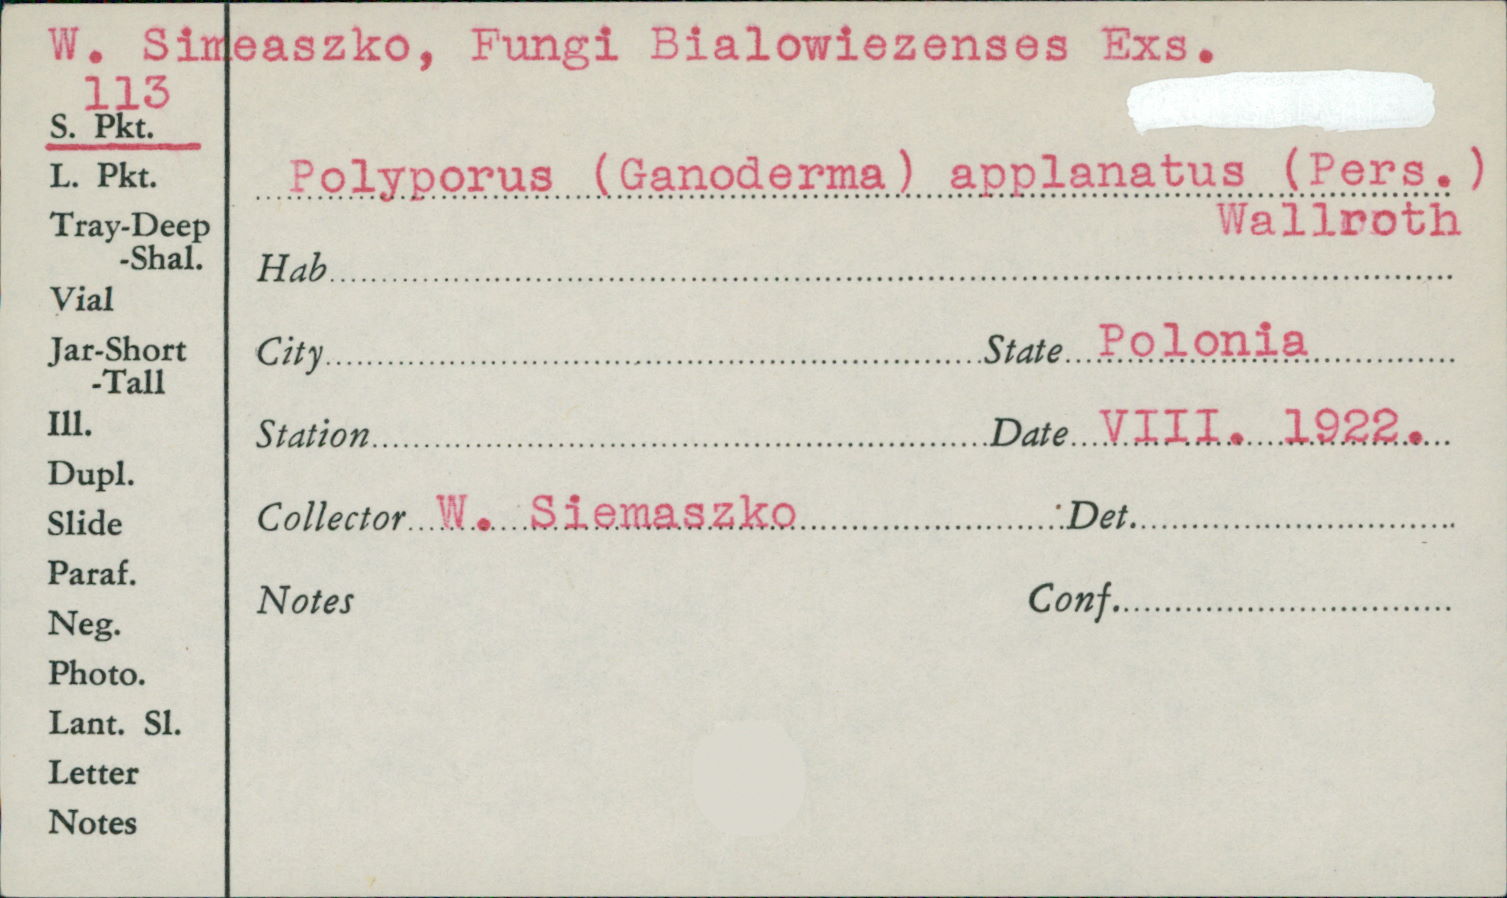 W. Simeaszko, Fungi Bialowiezenses Exs.
113
S. Pkt.
L. Pkt.
Tray-Deep
-Shal.
Vial
Jar-Short
-Tall
Ill.
Dupl.
Slide
Paraf.
Neg.
Photo.
Lant. Sl.
Letter
Notes
Polyporus (Ganoderma) applanatus (Pers.)
Wallroth
Hab
City State Polonia
Station Date VIII. 1922.
Collector W. Siemaszko Det.
Notes Conf.